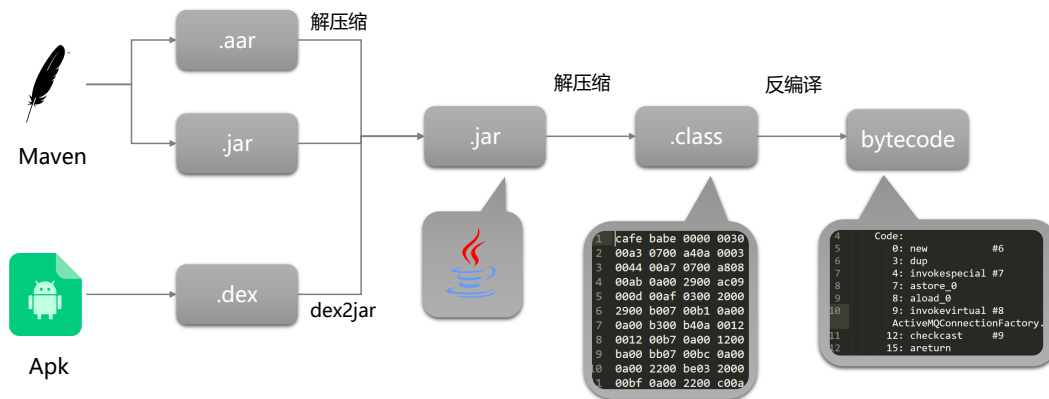 .aar
解压缩
Maven
.jar
.dex
dex2jar
Apk
.jar
解压缩
.class
反编译
bytecode
1 cafe babe 0000 0030
2 00a3 0700 a40a 0003
3 0044 00a7 0700 a808
4 00ab 0a00 2900 ac09
5 000d 00af 0300 2000
6 2900 b007 00b1 0a00
7 0a00 b300 b40a 0012
8 0012 00b7 0a00 1200
9 ba00 bb07 00bc 0a00
0 0a00 2200 be03 2000
1 00bf 0a00 2200 c00a
4 Code:
5 0: new #6
6 3: dup
7 4: invokespecial #7
8 7: astore_0
9 8: aload_0
10 9: invokevirtual #8
ActiveMQConnectionFactory.
11 12: checkcast #9
12 15: areturn